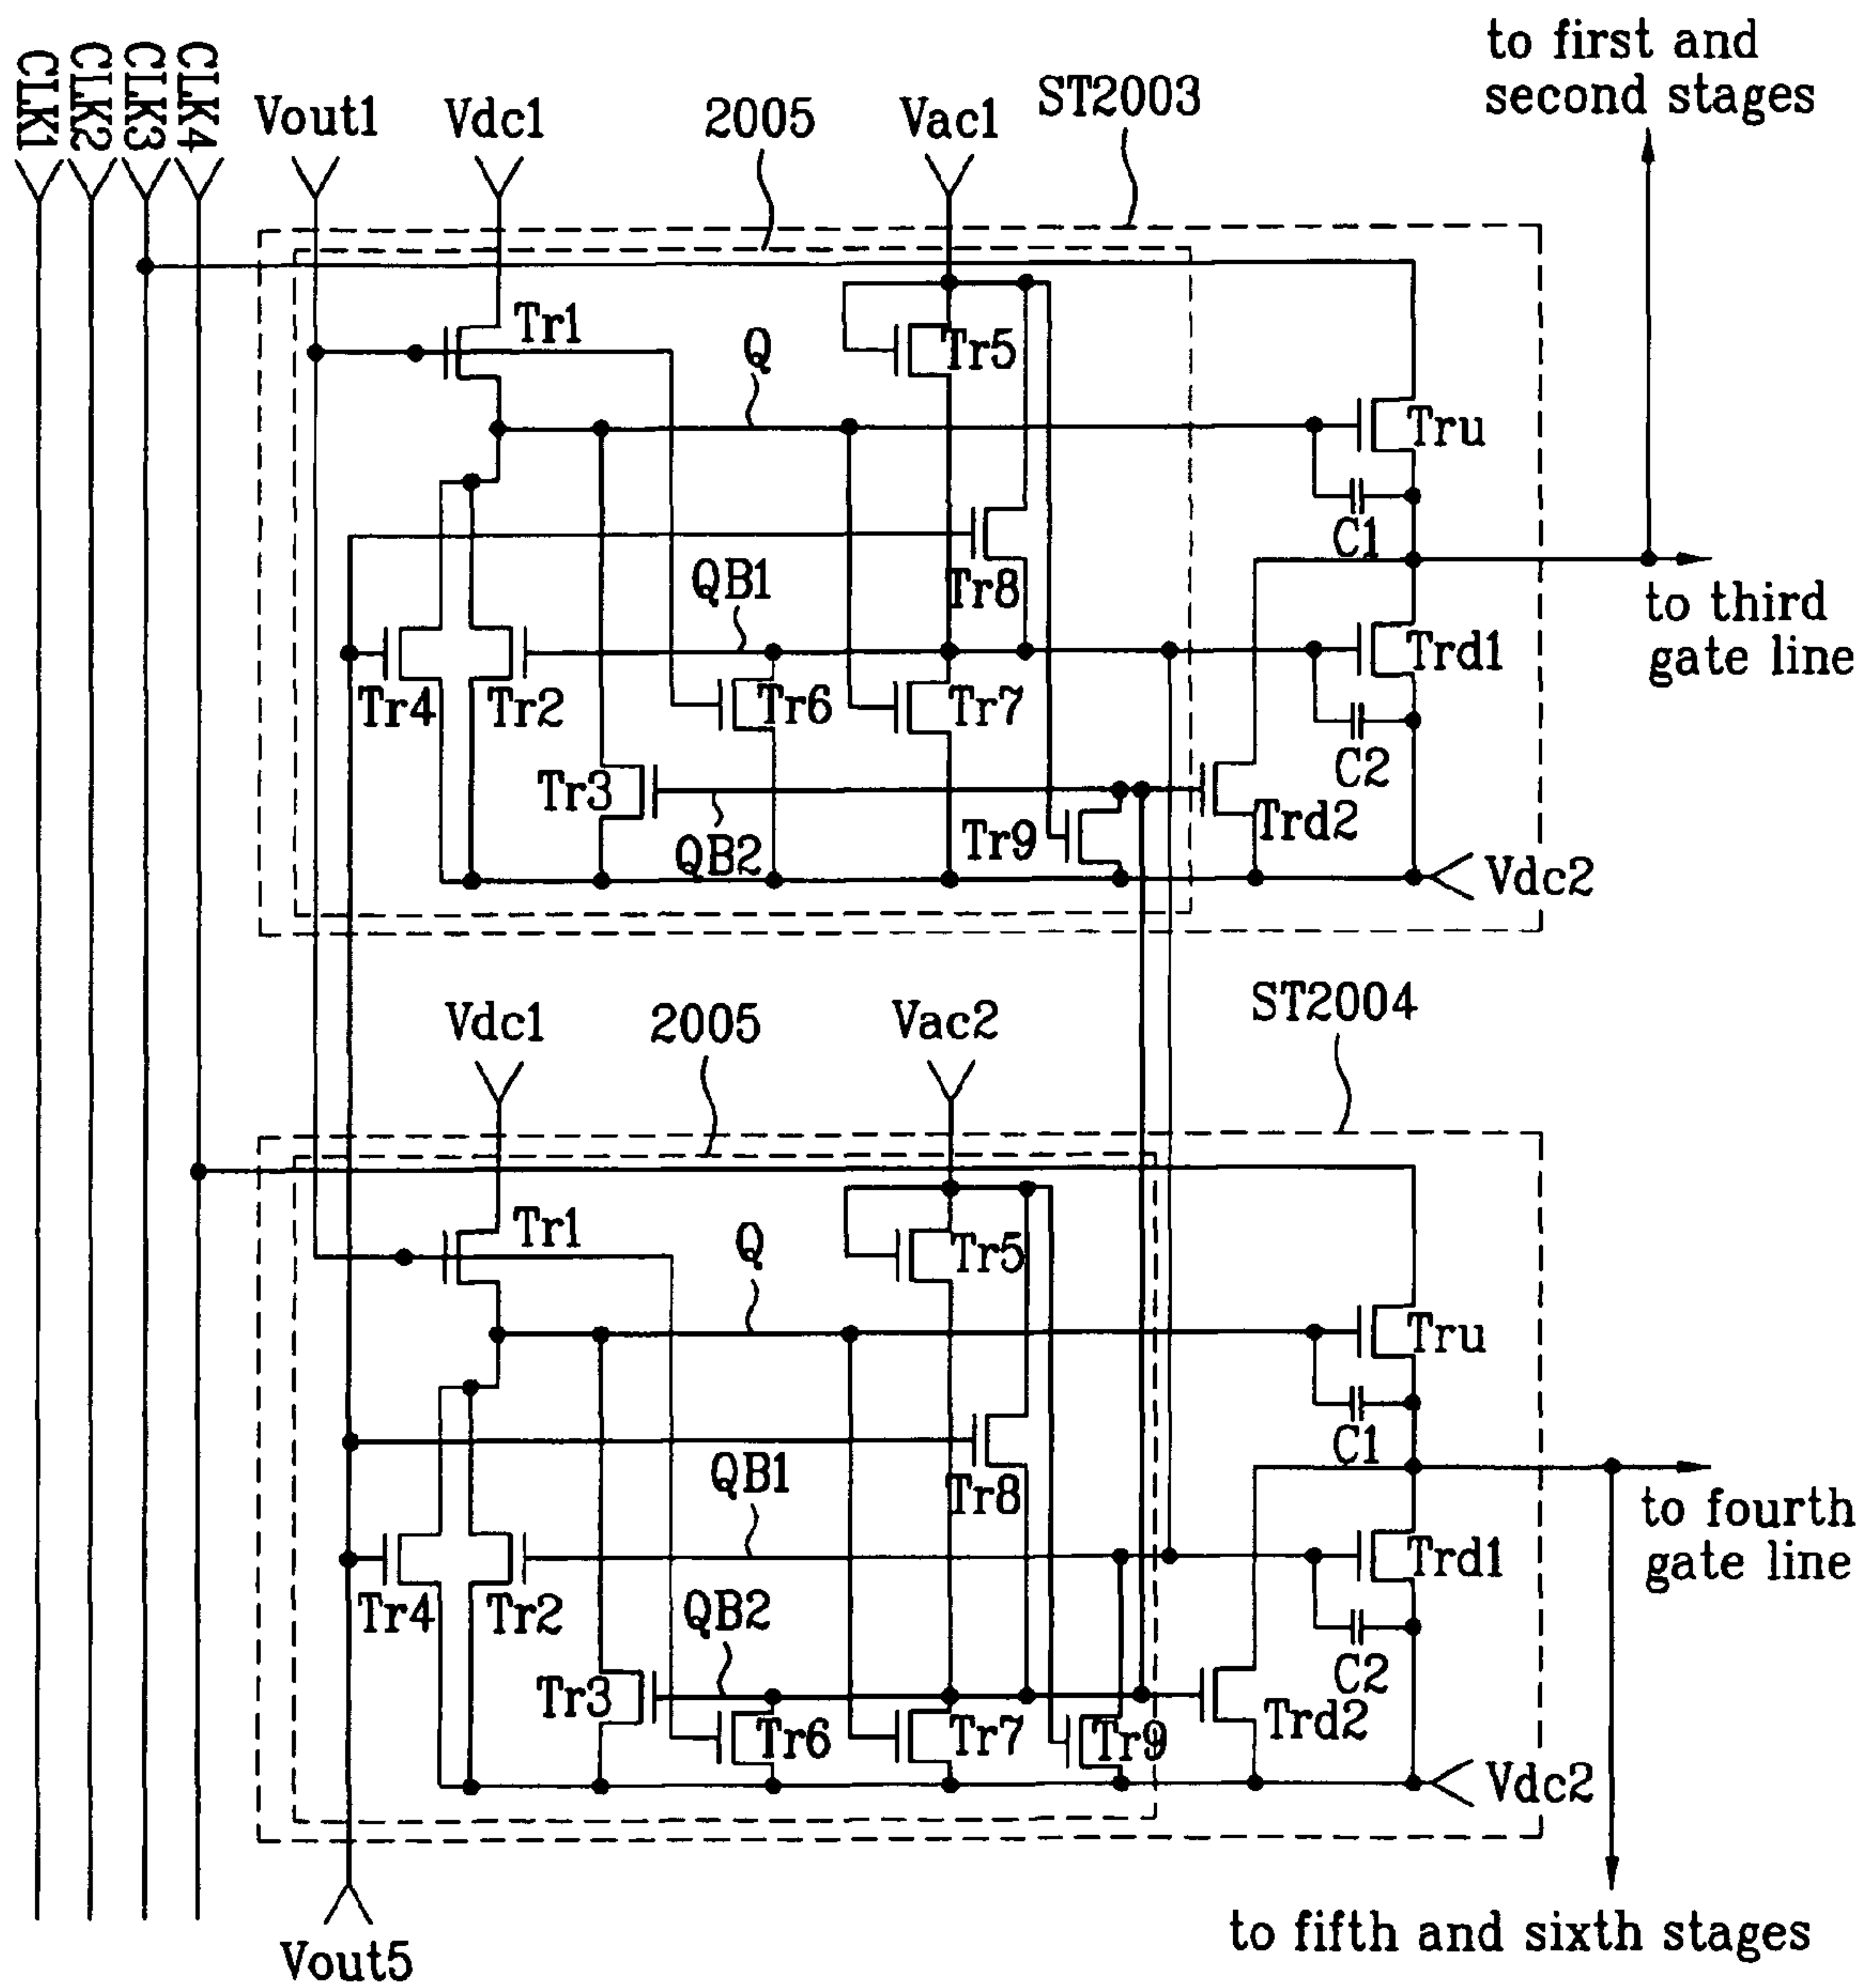 CLK1
CLK2
CLK3
CLK4
Vout1
Vdc1
2005
Vac1
ST2003
to first and
second stages
Tr1
Q
Tr5
Tru
C1
Tr8
QB1
to third
gate line
Trd1
Tr4
Tr2
Tr6
Tr7
C2
Tr3
QB2
Tr9
Trd2
Vdc2
Vdc1
2005
Vac2
ST2004
Tr1
Q
Tr5
Tru
C1
QB1
Tr8
to fourth
gate line
Trd1
Tr4
Tr2
QB2
C2
Tr3
Tr6
Tr7
Tr9
Trd2
Vdc2
to fifth and sixth stages
Vout5